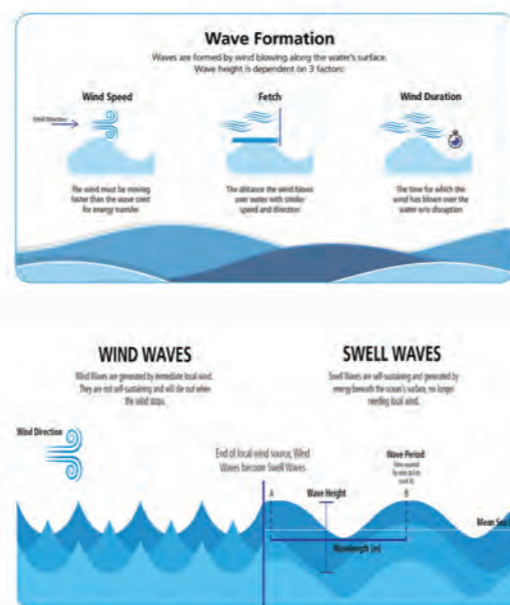 Wave Formation
Waves are formed by wind blowing along the water's surface.
Wave height is dependent on 3 factors:
Wind Speed
Fetch
Wind Duration
Wind Direction
The wind must be moving
faster than the wave crest
for energy transfer
The distance the wind blows
over water with similar
speed and direction
The time for which the
wind has blown over the
water w/o disruption
WIND WAVES
Wind Waves are generated by immediate local wind.
They are not self-sustaining and will die out when
the wind stops.
SWELL WAVES
Swell Waves are self-sustaining and generated by
energy beneath the ocean's surface, no longer
needing local wind.
Wind Direction
End of local wind source, Wind
Waves become Swell Waves
Wave Period
A
Wave Height
B
Mean Sea
Wavelength (m)